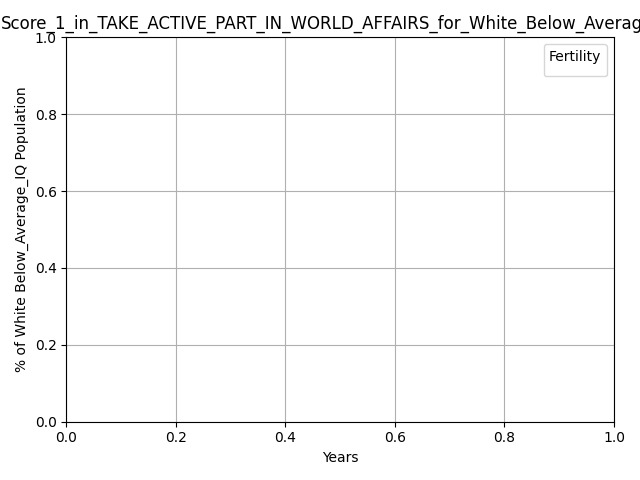 Score_1_in_TAKE_ACTIVE_PART_IN_WORLD_AFFAIRS_for_White_Below_Averag
Fertility
% of White Below_Average_IQ Population
1.0
0.8
0.6
0.4
0.2
0.0
0.0 0.2 0.4 0.6 0.8 1.0
Years